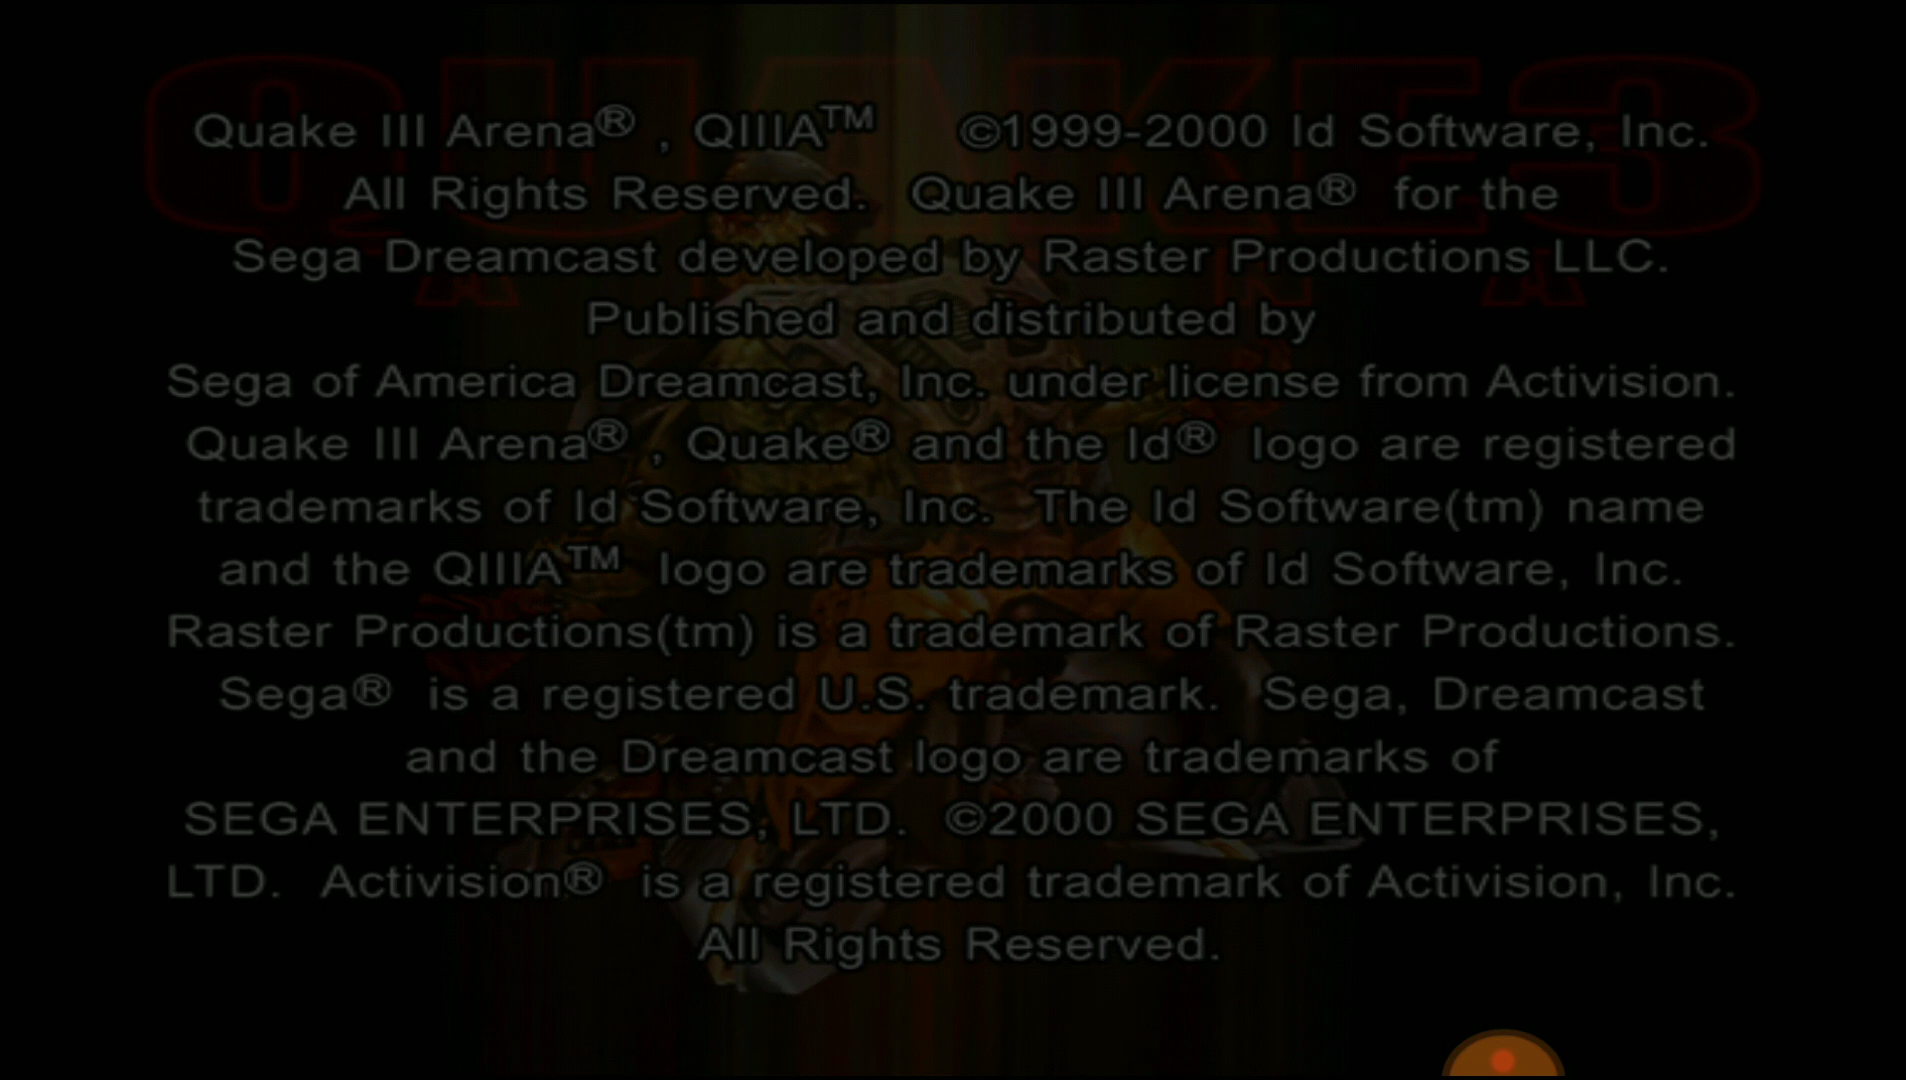 QUAKE3
ARENA
Quake III Arena® , QIIIA™ ©1999-2000 Id Software, Inc.
All Rights Reserved. Quake III Arena® for the
Sega Dreamcast developed by Raster Productions LLC.
Published and distributed by
Sega of America Dreamcast, Inc. under license from Activision.
Quake III Arena® , Quake® and the Id® logo are registered
trademarks of Id Software, Inc. The Id Software(tm) name
and the QIIIA™ logo are trademarks of Id Software, Inc.
Raster Productions(tm) is a trademark of Raster Productions.
Sega® is a registered U.S. trademark. Sega, Dreamcast
and the Dreamcast logo are trademarks of
SEGA ENTERPRISES, LTD. ©2000 SEGA ENTERPRISES,
LTD. Activision® is a registered trademark of Activision, Inc.
All Rights Reserved.